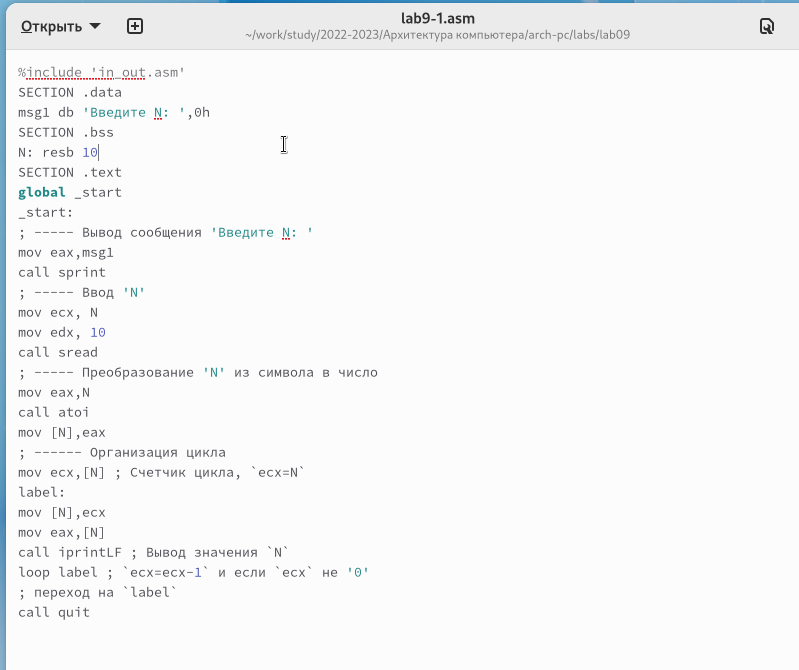 Открыть
lab9-1.asm
~/work/study/2022-2023/Архитектура компьютера/arch-pc/labs/lab09
%include 'in_out.asm'
SECTION .data
msg1 db 'Введите N: ',0h
SECTION .bss
N: resb 10
SECTION .text
global _start
_start:
; ----- Вывод сообщения 'Введите N: '
mov eax,msg1
call sprint
; ----- Ввод 'N'
mov ecx, N
mov edx, 10
call sread
; ----- Преобразование 'N' из символа в число
mov eax,N
call atoi
mov [N],eax
; ------ Организация цикла
mov ecx,[N] ; Счетчик цикла, `ecx=N`
label:
mov [N],ecx
mov eax,[N]
call iprintLF ; Вывод значения `N`
loop label ; `ecx=ecx-1` и если `ecx` не '0'
; переход на `label`
call quit